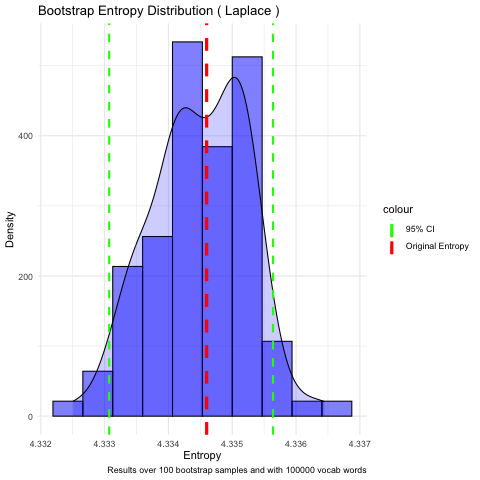 Bootstrap Entropy Distribution ( Laplace )
Density
400
200
0
4.332 4.333 4.334 4.335 4.336 4.337
Entropy
Results over 100 bootstrap samples and with 100000 vocab words
colour
95% CI
Original Entropy